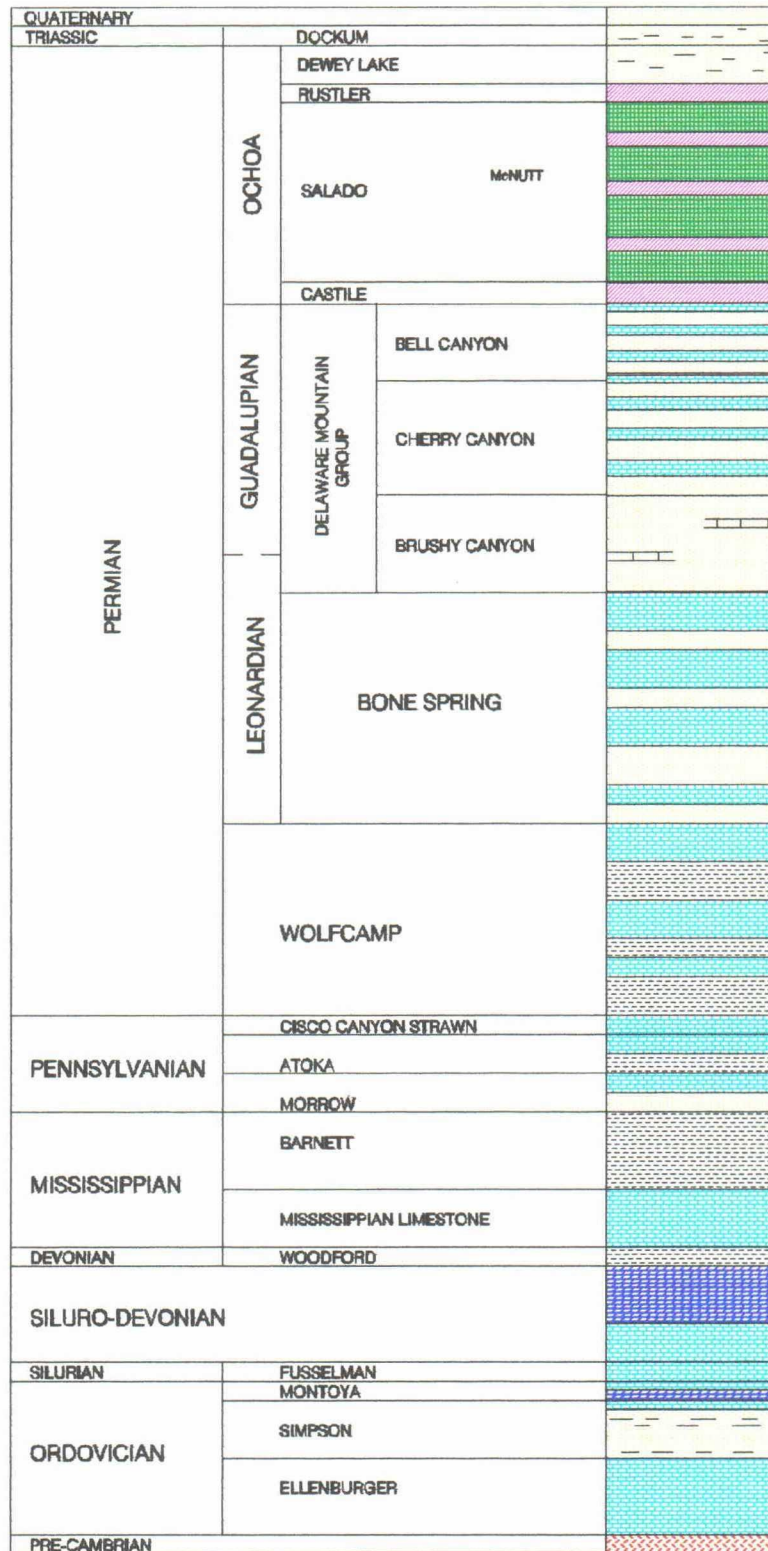 QUATERNARY
TRIASSIC DOCKUM
DEWEY LAKE
RUSTLER
OCHOA
SALADO McNUTT
CASTILE
PERMIAN
GUADALUPIAN
DELAWARE MOUNTAIN
GROUP
BELL CANYON
CHERRY CANYON
BRUSHY CANYON
LEONARDIAN
BONE SPRING
WOLFCAMP
PENNSYLVANIAN
CISCO CANYON STRAWN
ATOKA
MORROW
MISSISSIPPIAN
BARNETT
MISSISSIPPIAN LIMESTONE
DEVONIAN WOODFORD
SILURO-DEVONIAN
SILURIAN FUSSELMAN
ORDOVICIAN
MONTOYA
SIMPSON
ELLENBURGER
PRE-CAMBRIAN